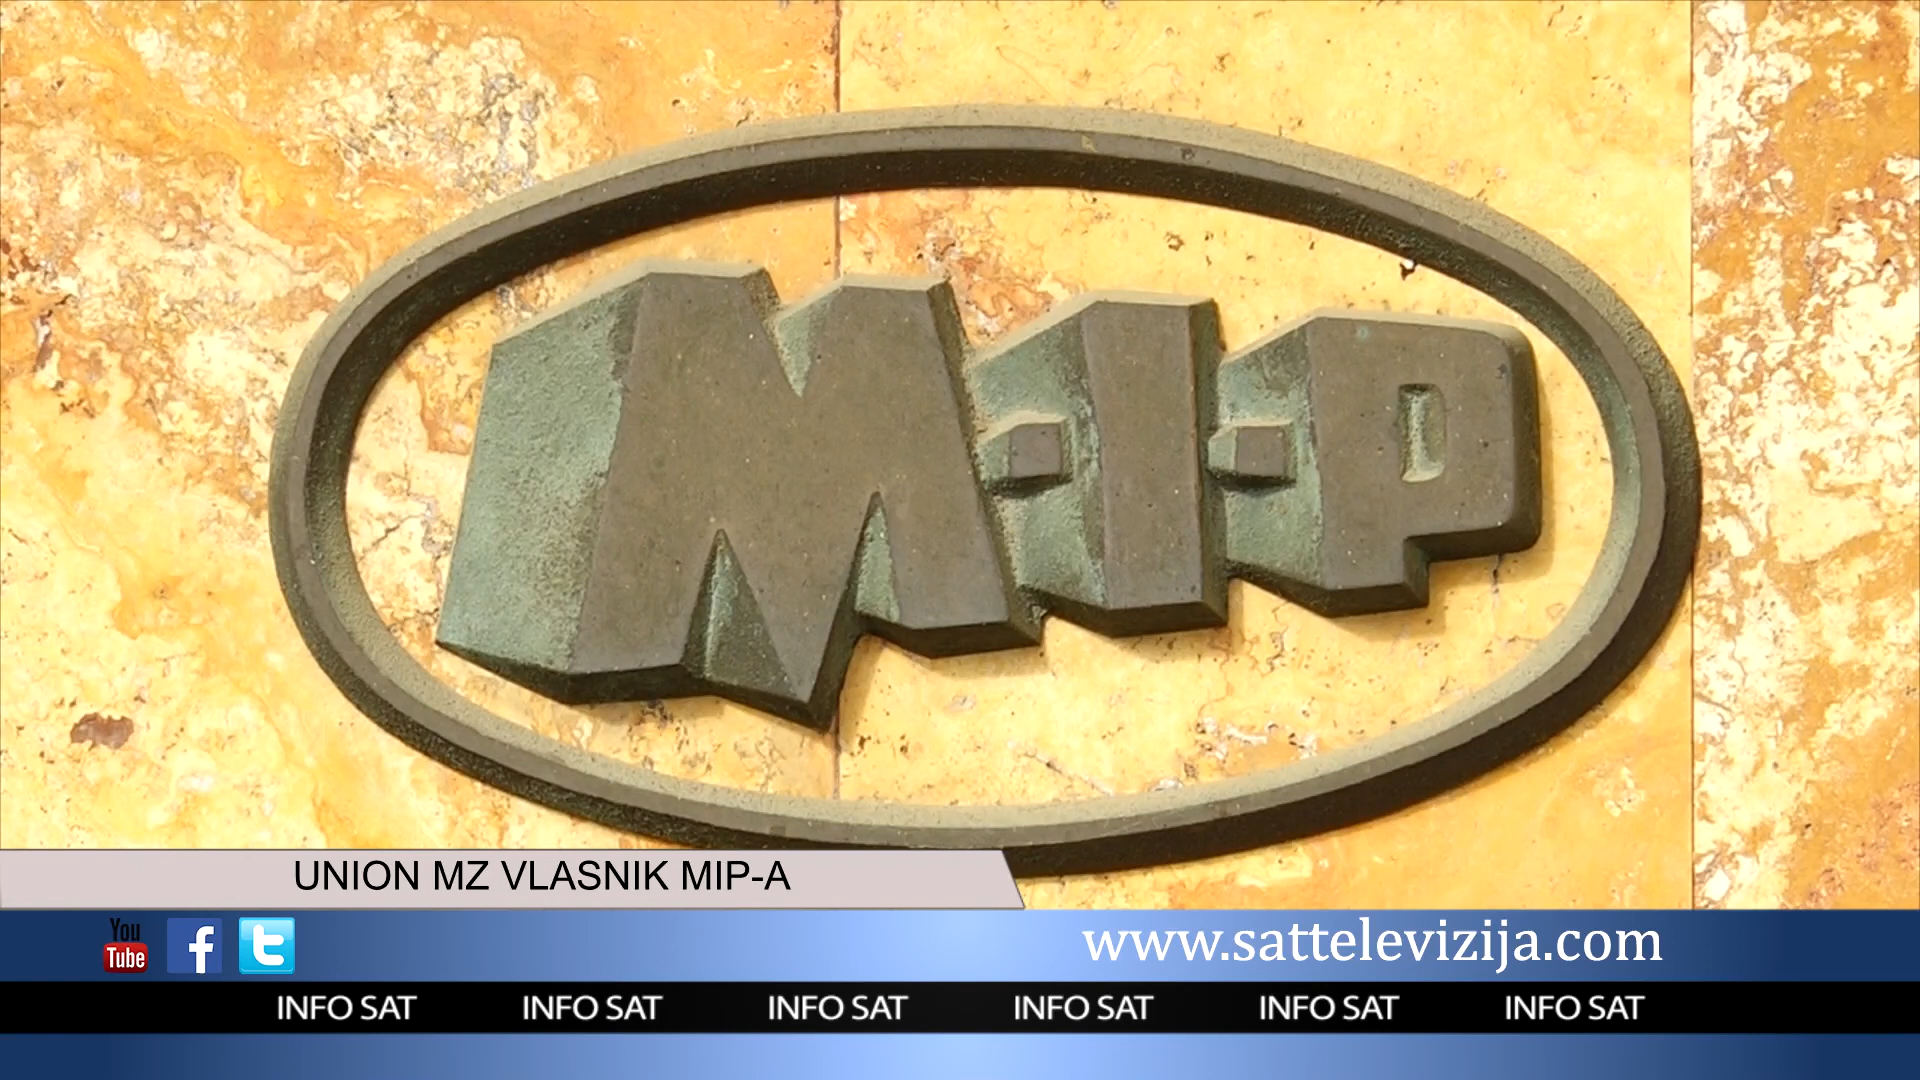 M·I·P
UNION MZ VLASNIK MIP-A
You
Tube
f
t
www.sattelevizija.com
INFO SAT INFO SAT INFO SAT INFO SAT INFO SAT INFO SAT